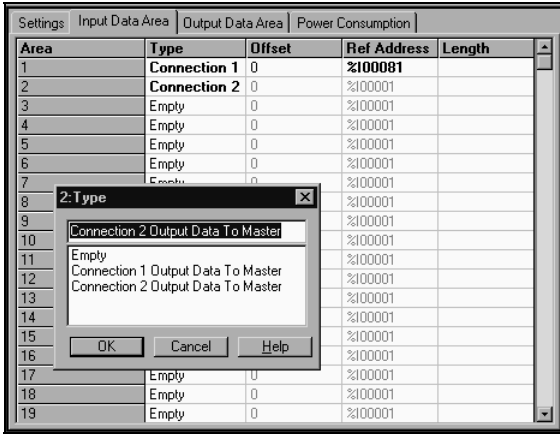 Settings Input Data Area Output Data Area Power Consumption
Area Type Offset Ref Address Length
1 Connection 1 0 %I00081
2 Connection 2 0 %I00001
3 Empty 0 %I00001
4 Empty 0 %I00001
5 Empty 0 %I00001
6 Empty 0 %I00001
7 Empty 0 %I00001
8 %I00001
9 %I00001
10 %I00001
11 %I00001
12 %I00001
13 %I00001
14 %I00001
15 %I00001
16 %I00001
17 Empty 0 %I00001
18 Empty 0 %I00001
19 Empty 0 %I00001
2:Type
Connection 2 Output Data To Master
Empty
Connection 1 Output Data To Master
Connection 2 Output Data To Master
OK Cancel Help